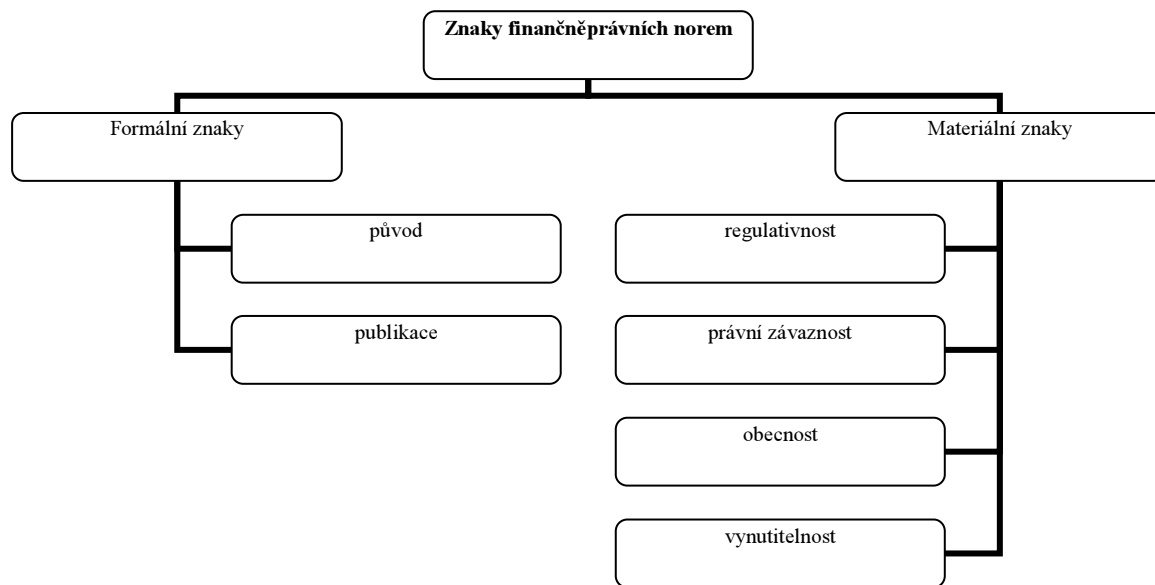 Znaky finančněprávních norem
Formální znaky
Materiální znaky
původ
regulativnost
publikace
právní závaznost
obecnost
vynutitelnost